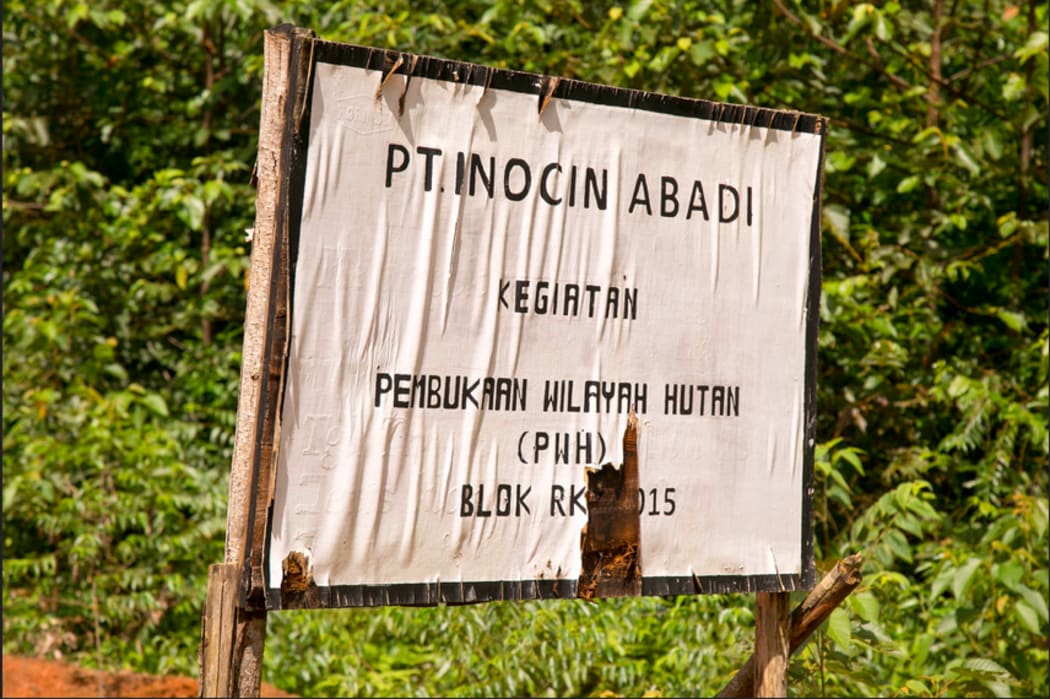 PT. INOCIN ABADI
KEGIATAN
PEMBUKAAN WILAYAH HUTAN
(PWH)
BLOK